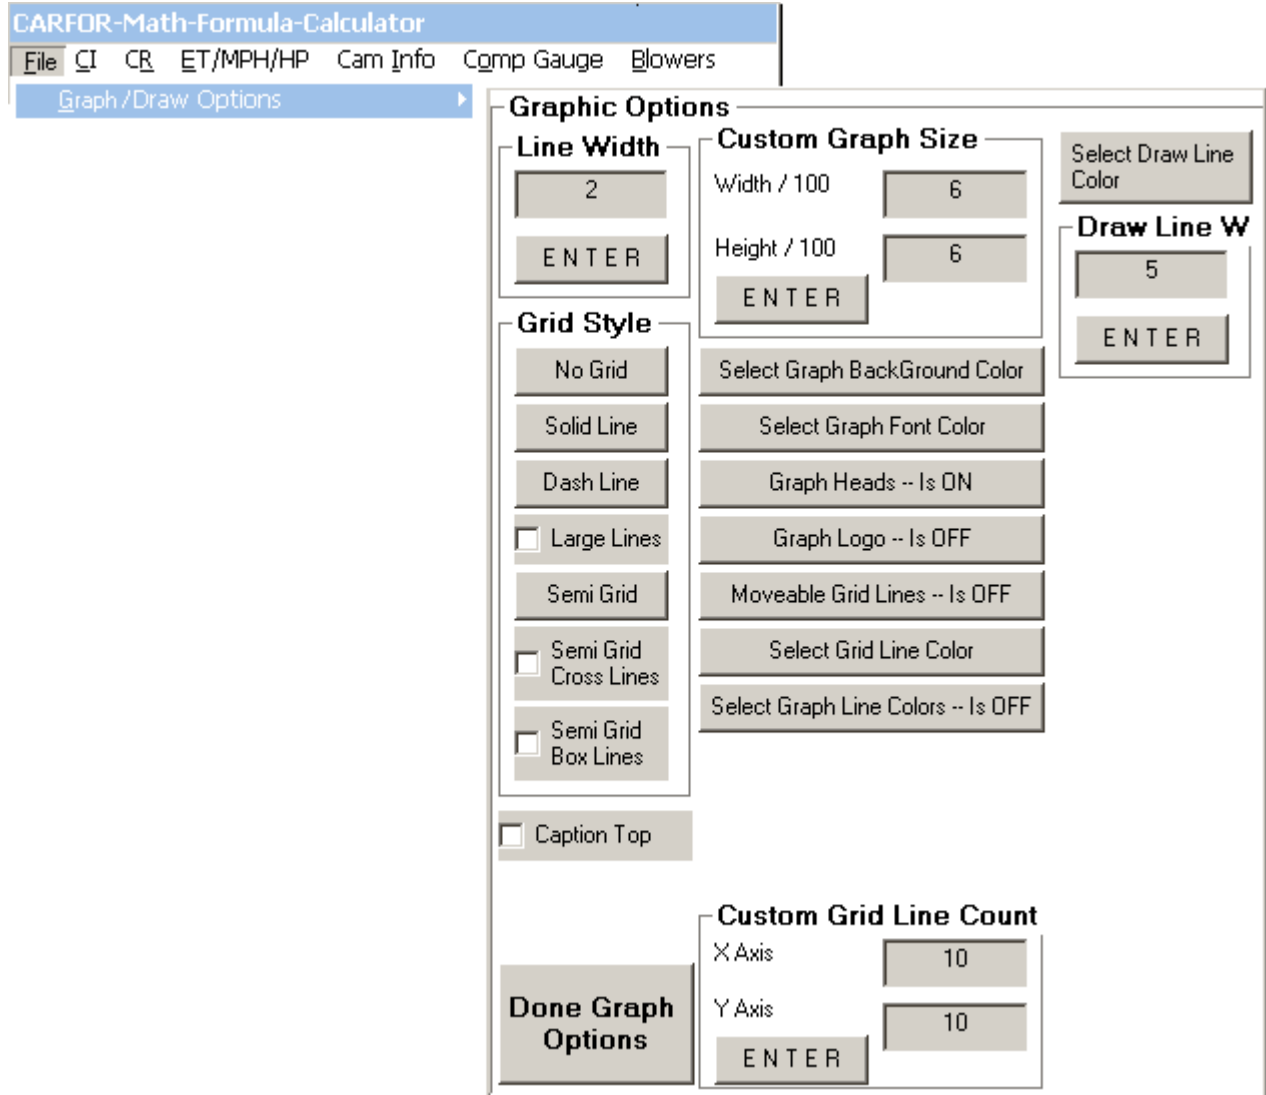 CARFOR-Math-Formula-Calculator
File CI CR ET/MPH/HP Cam Info Comp Gauge Blowers
Graph /Draw Options
Graphic Options
Line Width
2
E N T E R
Custom Graph Size
Width / 100
6
Height / 100
6
E N T E R
Select Draw Line
Color
Draw Line W
5
E N T E R
Grid Style
No Grid
Solid Line
Dash Line
Large Lines
Semi Grid
Semi Grid
Cross Lines
Semi Grid
Box Lines
Select Graph BackGround Color
Select Graph Font Color
Graph Heads -- Is ON
Graph Logo -- Is OFF
Moveable Grid Lines -- Is OFF
Select Grid Line Color
Select Graph Line Colors -- Is OFF
Caption Top
Done Graph
Options
Custom Grid Line Count
X Axis
10
Y Axis
10
E N T E R